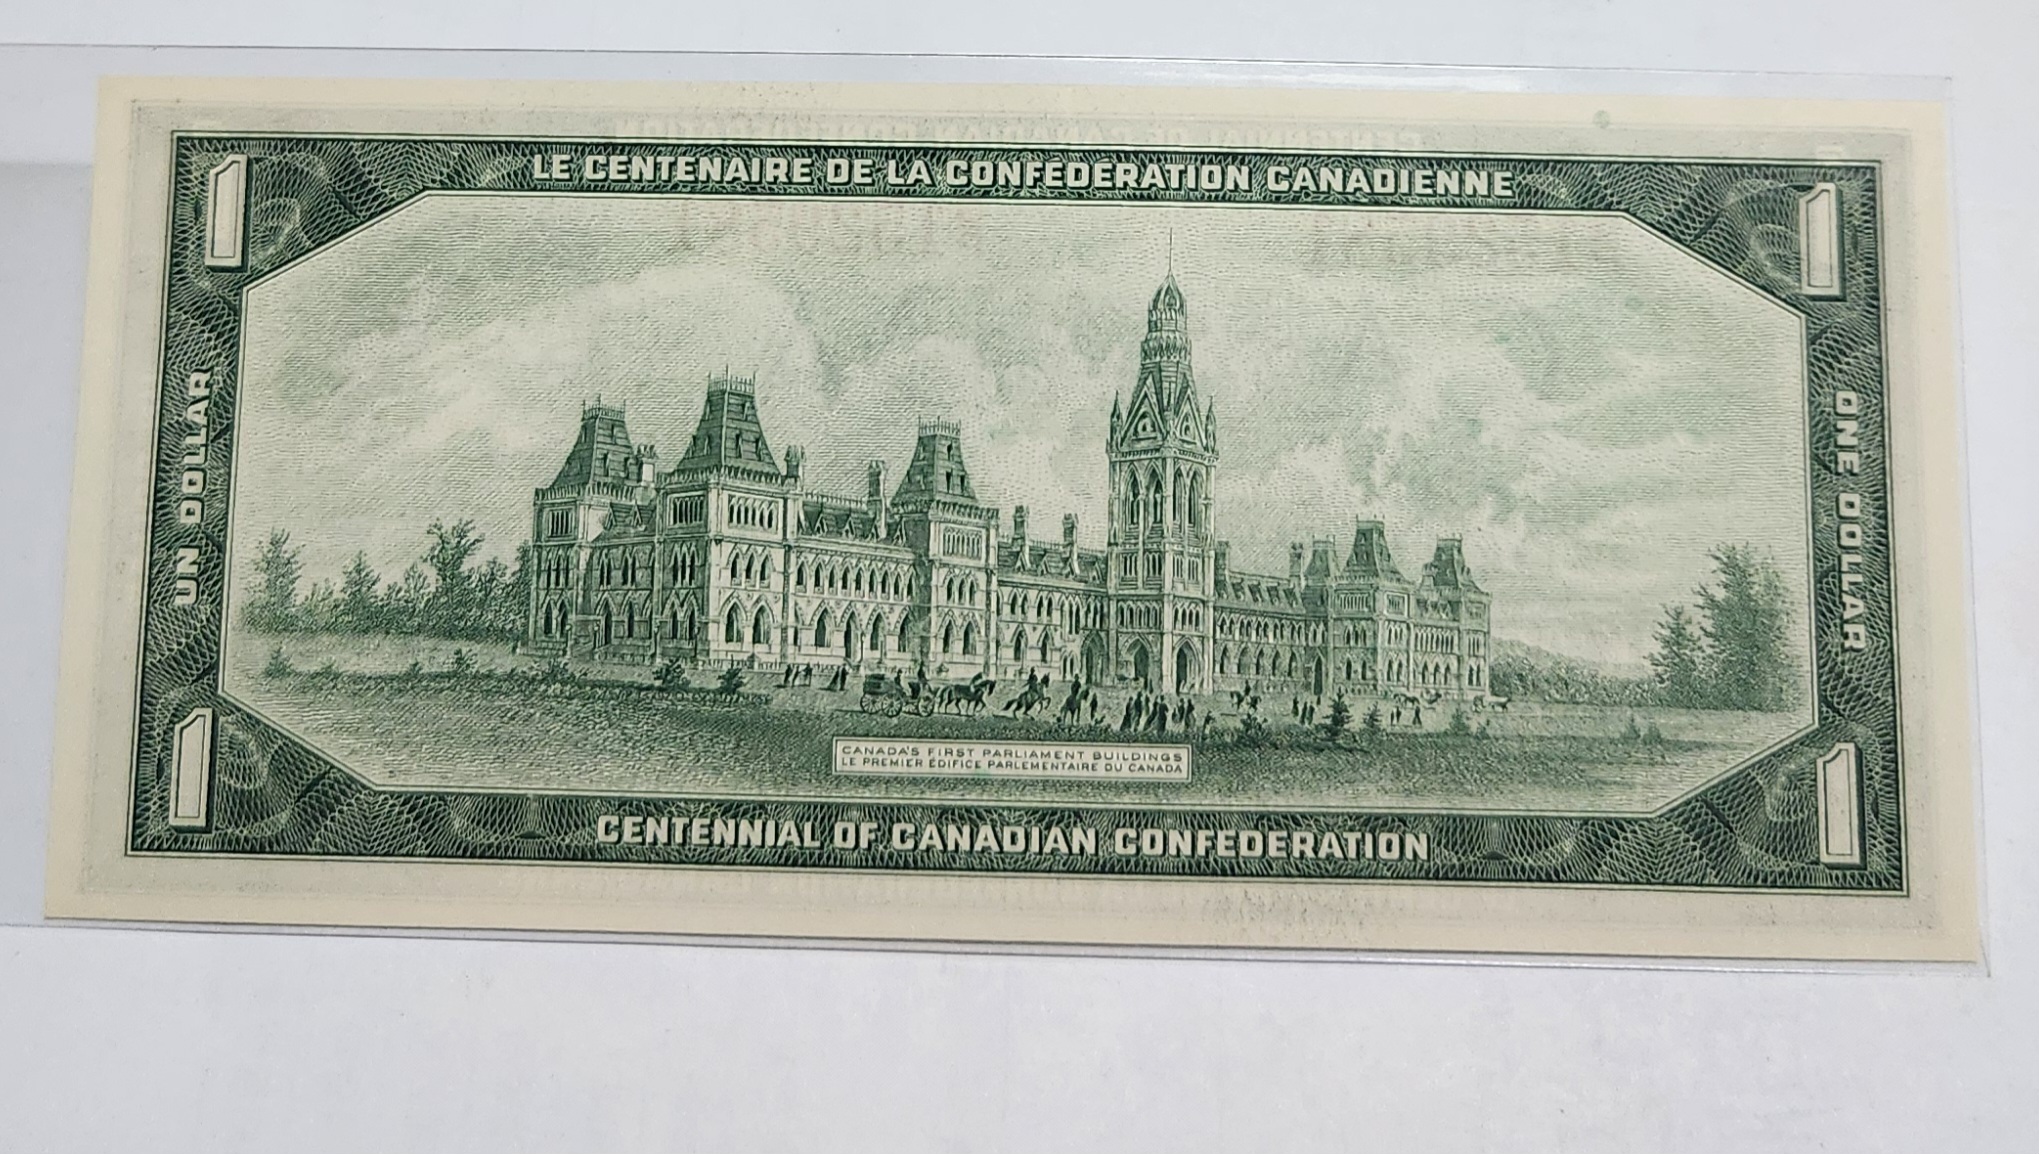 LE CENTENAIRE DE LA CONFÉDÉRATION CANADIENNE
1
1
UN DOLLAR
ONE DOLLAR
CANADA'S FIRST PARLIAMENT BUILDINGS
LE PREMIER ÉDIFICE PARLEMENTAIRE DU CANADA
1
1
CENTENNIAL OF CANADIAN CONFEDERATION